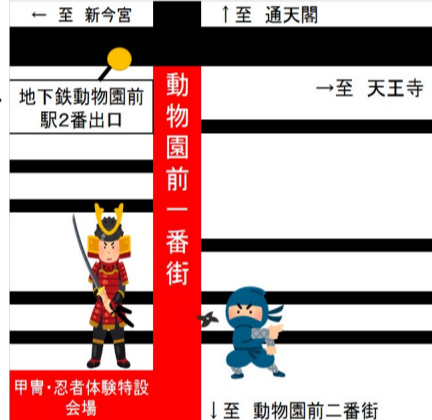 ← 至 新今宮
↑至 通天閣
地下鉄動物園前
駅2番出口
→至 天王寺
動物園前一番街
甲冑・忍者体験特設
会場
↓至 動物園前二番街